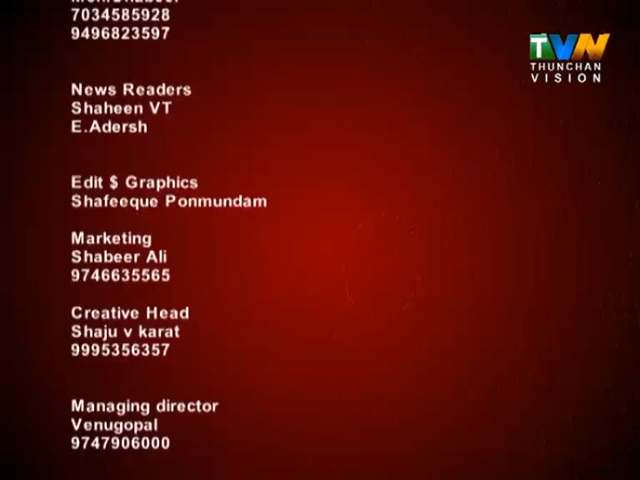 7034585928
9496823597
TVN
THUNCHAN
VISION
News Readers
Shaheen VT
E.Adersh
Edit $ Graphics
Shafeeque Ponmundam
Marketing
Shabeer Ali
9746635565
Creative Head
Shaju v karat
9995356357
Managing director
Venugopal
9747906000